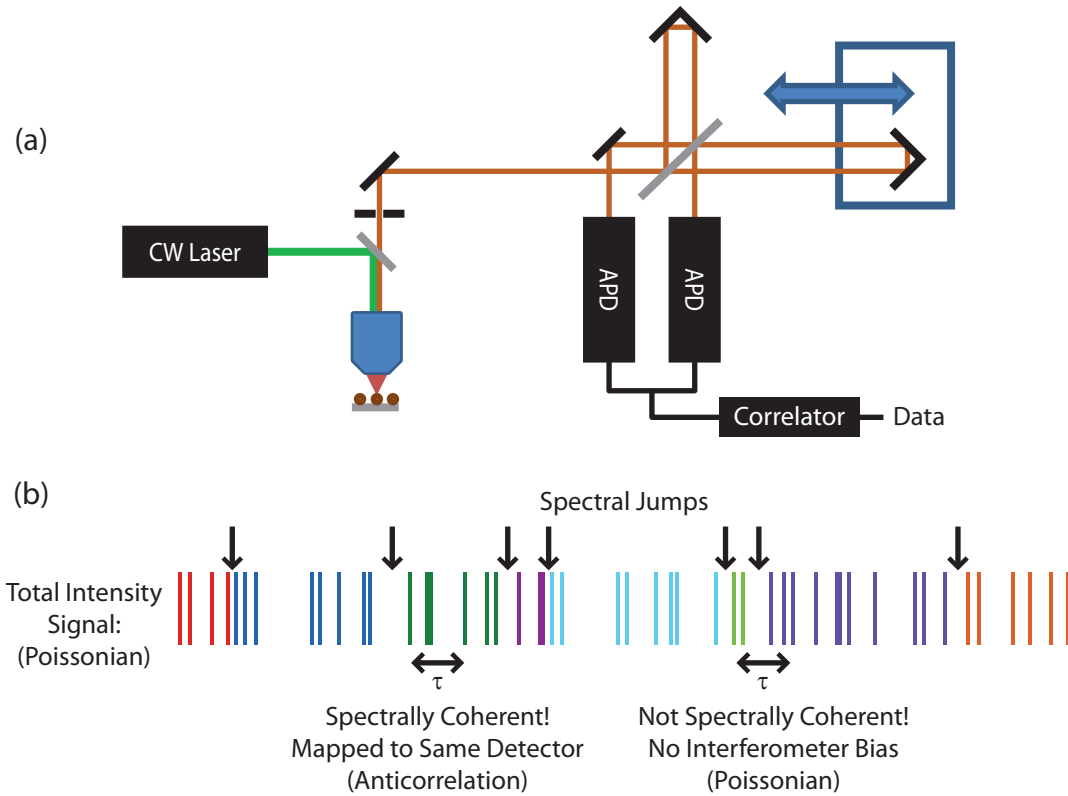 (a)
CW Laser
APD
APD
Correlator
Data
(b)
Spectral Jumps
Total Intensity
Signal:
(Poissonian)
τ
τ
Spectrally Coherent!
Mapped to Same Detector
(Anticorrelation)
Not Spectrally Coherent!
No Interferometer Bias
(Poissonian)